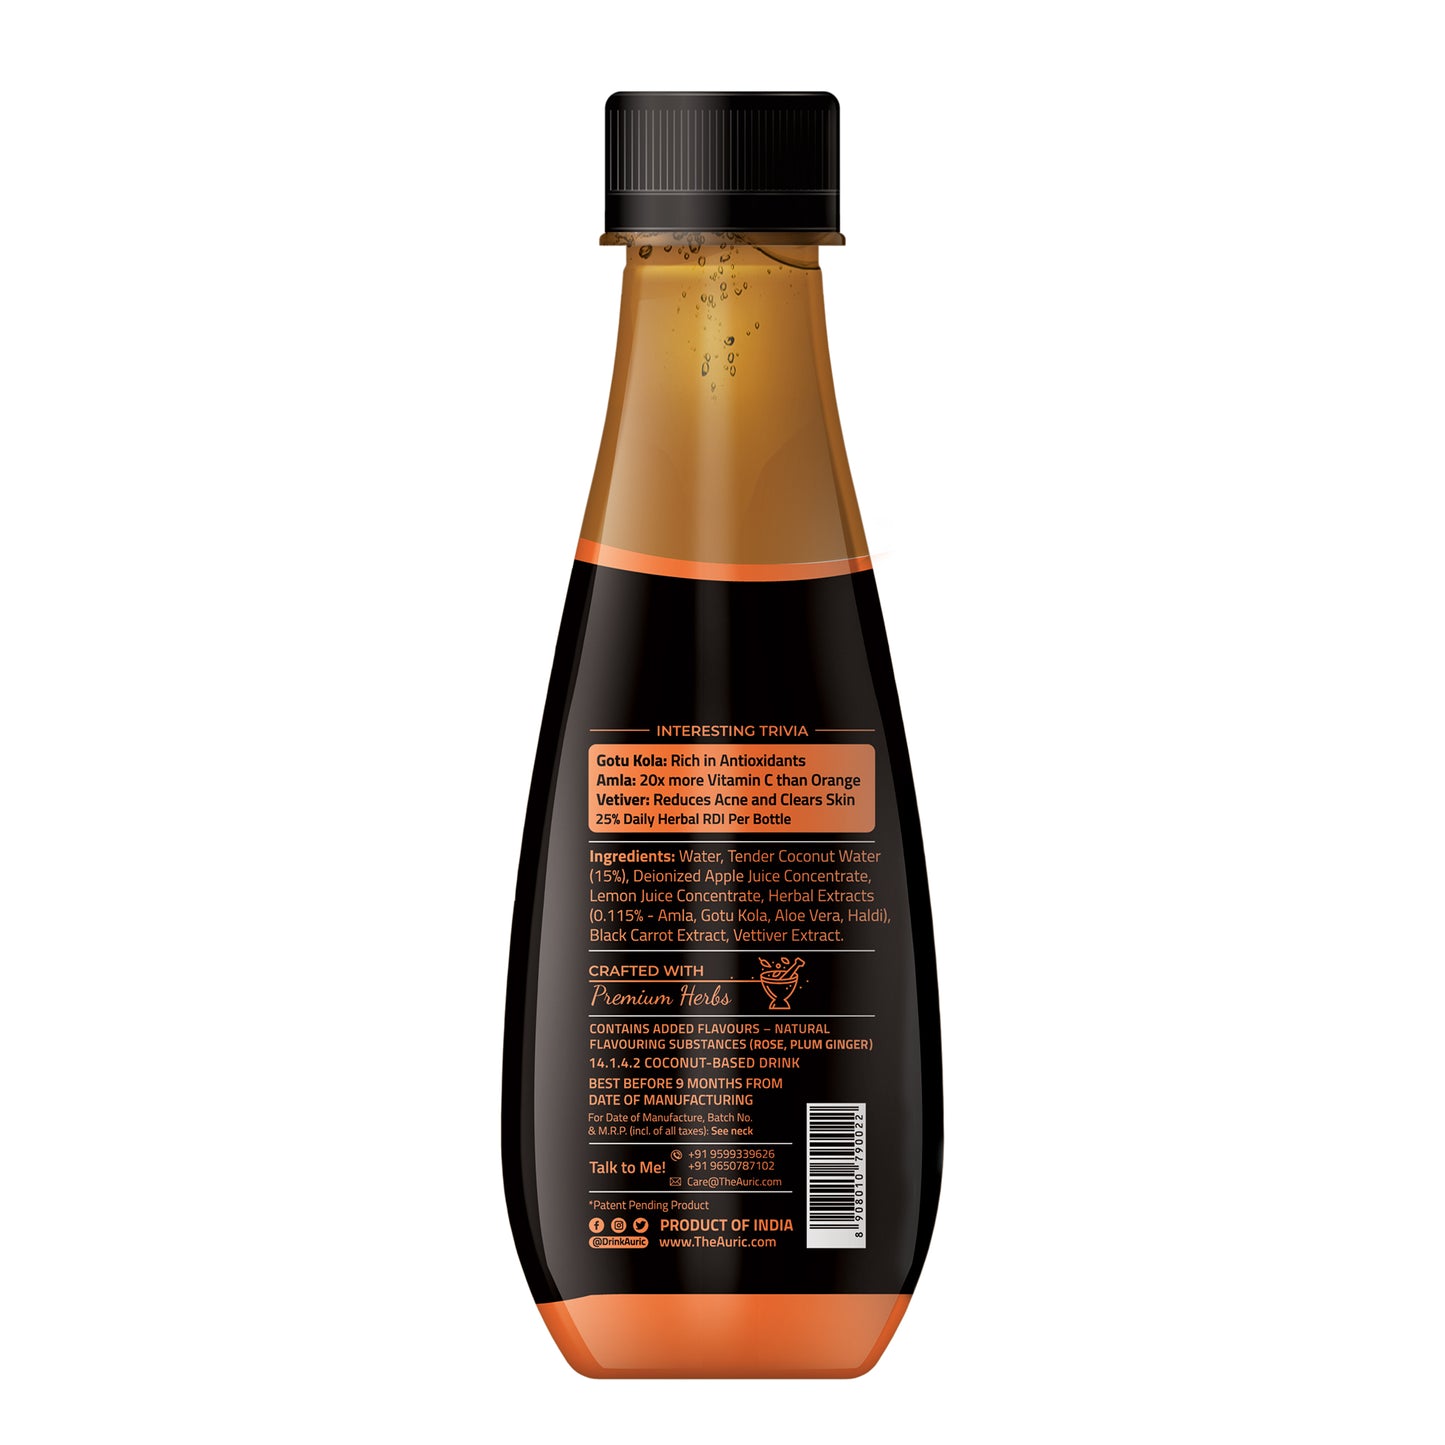 INTERESTING TRIVIA
Gotu Kola: Rich in Antioxidants
Amla: 20x more Vitamin C than Orange
Vetiver: Reduces Acne and Clears Skin
25% Daily Herbal RDI Per Bottle
Ingredients: Water, Tender Coconut Water
(15%), Deionized Apple Juice Concentrate,
Lemon Juice Concentrate, Herbal Extracts
(0.115% - Amla, Gotu Kola, Aloe Vera, Haldi),
Black Carrot Extract, Vettiver Extract.
CRAFTED WITH
Premium Herbs
CONTAINS ADDED FLAVOURS – NATURAL
FLAVOURING SUBSTANCES (ROSE, PLUM GINGER)
14.1.4.2 COCONUT-BASED DRINK
BEST BEFORE 9 MONTHS FROM
DATE OF MANUFACTURING
For Date of Manufacture, Batch No.
& M.R.P. (incl. of all taxes): See neck
Talk to Me!
+91 9599339626
+91 9650787102
Care@TheAuric.com
*Patent Pending Product
PRODUCT OF INDIA
@DrinkAuric www.TheAuric.com
8 908010 790022